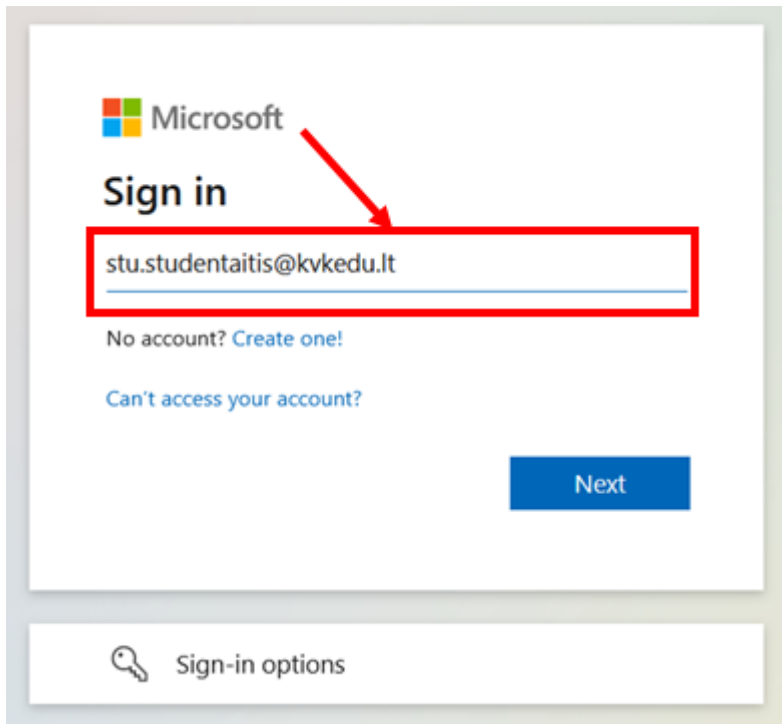 Microsoft
Sign in
stu.studentaitis@kvkedu.lt
No account? Create one!
Can't access your account?
Next
Sign-in options